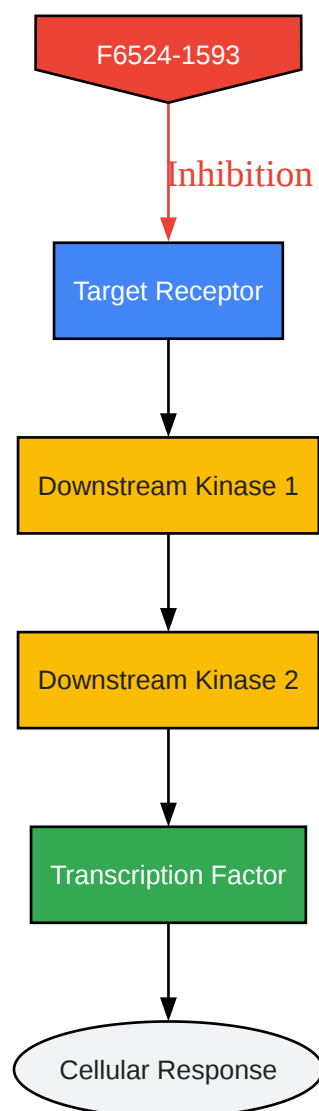 F6524-1593
Inhibition
Target Receptor
Downstream Kinase 1
Downstream Kinase 2
Transcription Factor
Cellular Response